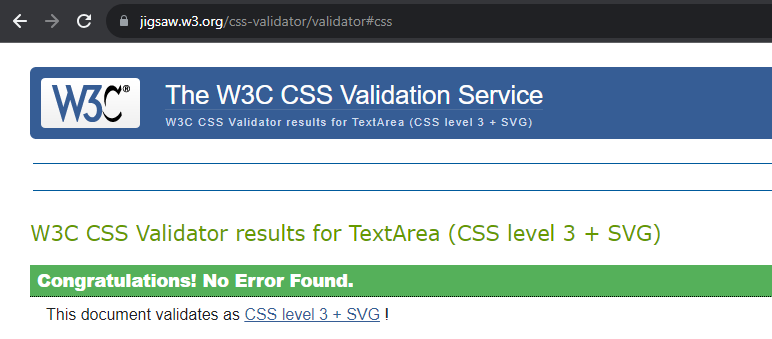 jigsaw.w3.org/css-validator/validator#css
W3C® The W3C CSS Validation Service
W3C CSS Validator results for TextArea (CSS level 3 + SVG)
W3C CSS Validator results for TextArea (CSS level 3 + SVG)
Congratulations! No Error Found.
This document validates as CSS level 3 + SVG !